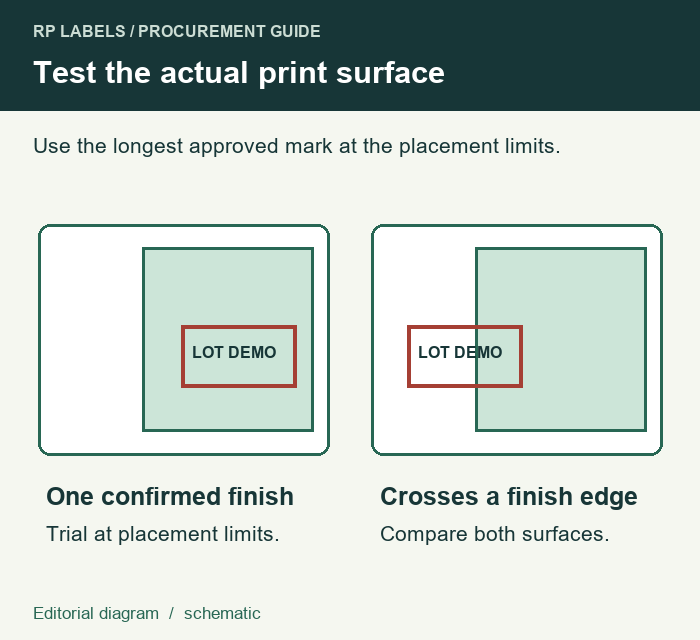 RP LABELS / PROCUREMENT GUIDE
Test the actual print surface
Use the longest approved mark at the placement limits.
LOT DEMO
LOT DEMO
One confirmed finish
Trial at placement limits.
Crosses a finish edge
Compare both surfaces.
Editorial diagram / schematic